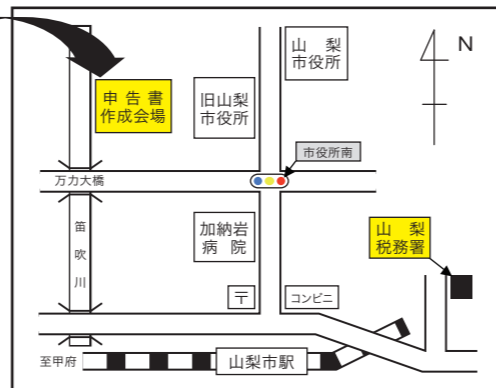 山梨
市役所
N
申告書
作成会場
旧山梨
市役所
市役所南
万力大橋
笛吹川
加納岩
病院
山梨
税務署
〒
コンビニ
至甲府
山梨市駅